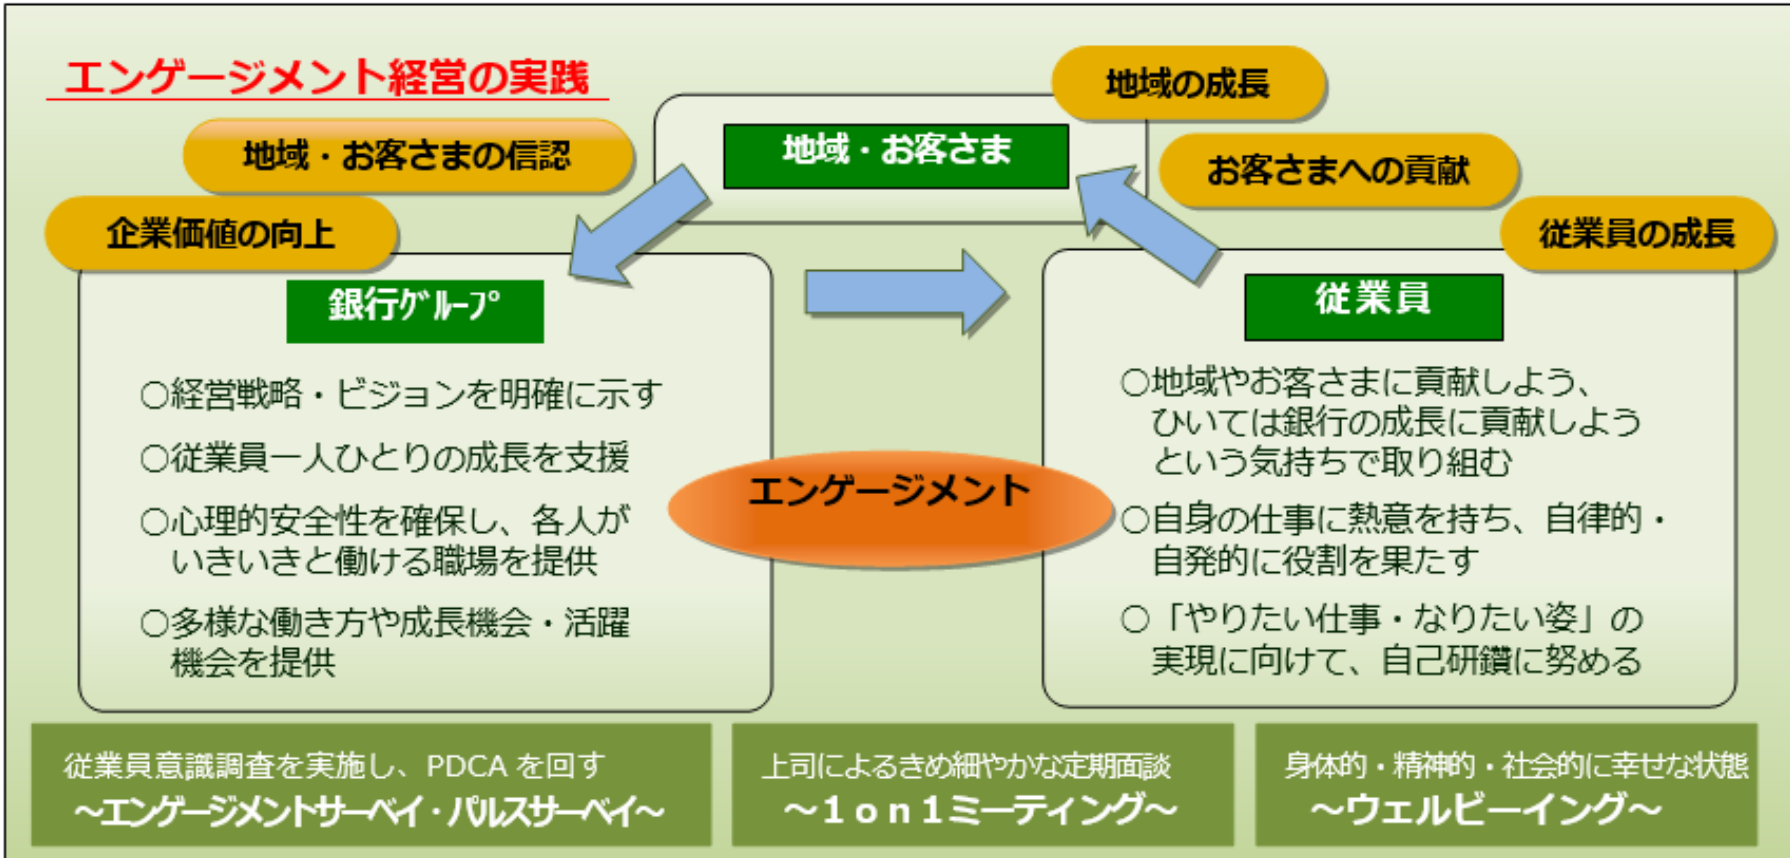 エンゲージメント経営の実践
地域の成長
地域・お客さまの信認
地域・お客さま
お客さまへの貢献
企業価値の向上
従業員の成長
銀行ｸﾞﾙｰﾌﾟ
○経営戦略・ビジョンを明確に示す
○従業員一人ひとりの成長を支援
○心理的安全性を確保し、各人が
いきいきと働ける職場を提供
○多様な働き方や成長機会・活躍
機会を提供
エンゲージメント
従業員
○地域やお客さまに貢献しよう、
ひいては銀行の成長に貢献しよう
という気持ちで取り組む
○自身の仕事に熱意を持ち、自律的・
自発的に役割を果たす
○「やりたい仕事・なりたい姿」の
実現に向けて、自己研鑽に努める
従業員意識調査を実施し、PDCA を回す
～エンゲージメントサーベイ・パルスサーベイ～
上司によるきめ細やかな定期面談
～１ｏｎ１ミーティング～
身体的・精神的・社会的に幸せな状態
～ウェルビーイング～